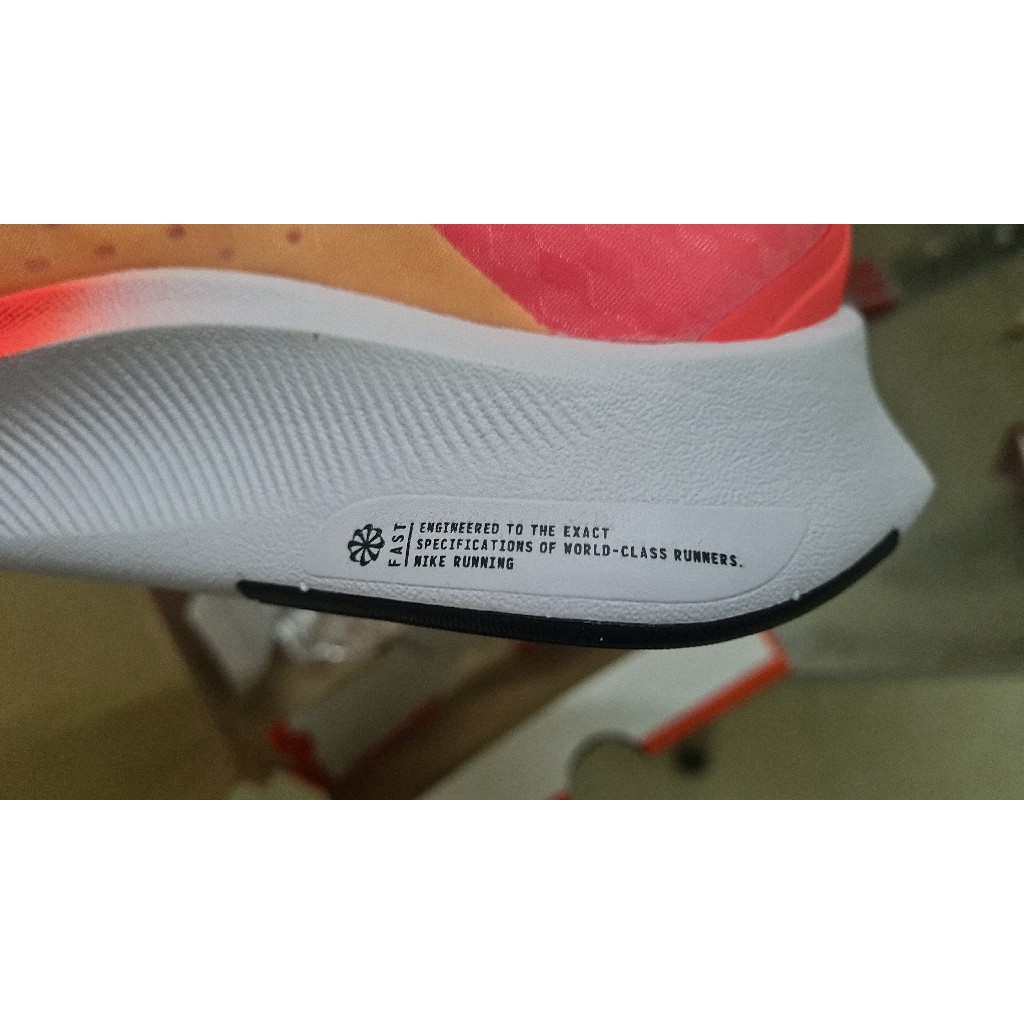 FAST
ENGINEERED TO THE EXACT
SPECIFICATIONS OF WORLD-CLASS RUNNERS.
NIKE RUNNING